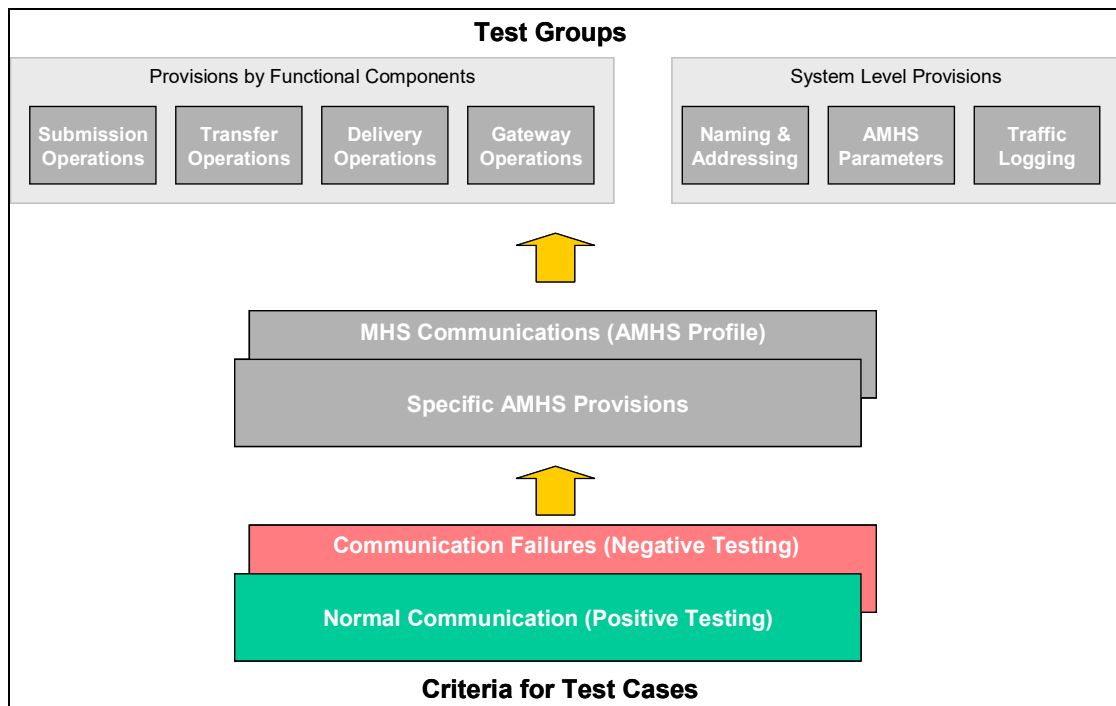 Test Groups
Provisions by Functional Components
Submission
Operations
Transfer
Operations
Delivery
Operations
Gateway
Operations
System Level Provisions
Naming &
Addressing
AMHS
Parameters
Traffic
Logging
MHS Communications (AMHS Profile)
Specific AMHS Provisions
Communication Failures (Negative Testing)
Normal Communication (Positive Testing)
Criteria for Test Cases